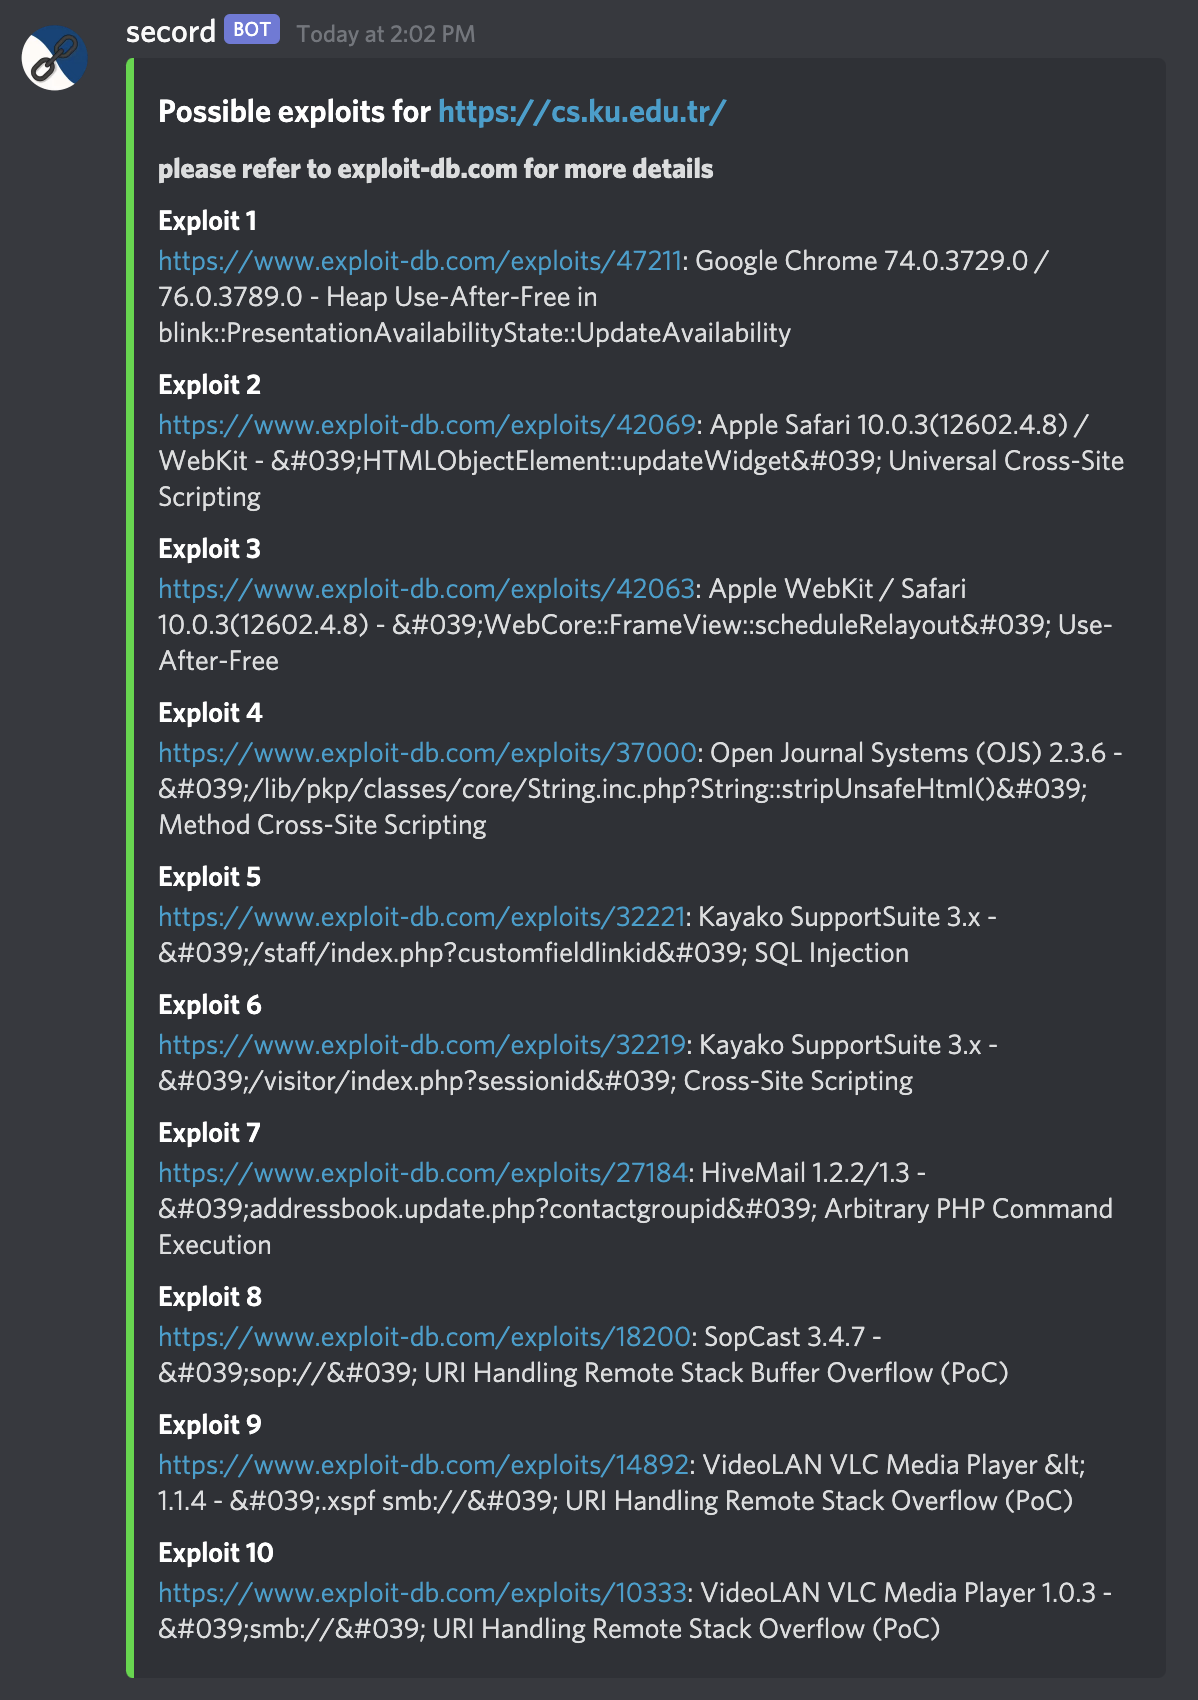 secord BOT Today at 2:02 PM
Possible exploits for https://cs.ku.edu.tr/
please refer to exploit-db.com for more details
Exploit 1
https://www.exploit-db.com/exploits/47211: Google Chrome 74.0.3729.0 /
76.0.3789.0 - Heap Use-After-Free in
blink::PresentationAvailabilityState::UpdateAvailability
Exploit 2
https://www.exploit-db.com/exploits/42069: Apple Safari 10.0.3(12602.4.8) /
WebKit - &#039;HTMLObjectElement::updateWidget&#039; Universal Cross-Site
Scripting
Exploit 3
https://www.exploit-db.com/exploits/42063: Apple WebKit / Safari
10.0.3(12602.4.8) - &#039;WebCore::FrameView::scheduleRelayout&#039; Use-
After-Free
Exploit 4
https://www.exploit-db.com/exploits/37000: Open Journal Systems (OJS) 2.3.6 -
&#039;/lib/pkp/classes/core/String.inc.php?String::stripUnsafeHtml()&#039;
Method Cross-Site Scripting
Exploit 5
https://www.exploit-db.com/exploits/32221: Kayako SupportSuite 3.x -
&#039;/staff/index.php?customfieldlinkid&#039; SQL Injection
Exploit 6
https://www.exploit-db.com/exploits/32219: Kayako SupportSuite 3.x -
&#039;/visitor/index.php?sessionid&#039; Cross-Site Scripting
Exploit 7
https://www.exploit-db.com/exploits/27184: HiveMail 1.2.2/1.3 -
&#039;addressbook.update.php?contactgroupid&#039; Arbitrary PHP Command
Execution
Exploit 8
https://www.exploit-db.com/exploits/18200: SopCast 3.4.7 -
&#039;sop://&#039; URI Handling Remote Stack Buffer Overflow (PoC)
Exploit 9
https://www.exploit-db.com/exploits/14892: VideoLAN VLC Media Player &lt;
1.1.4 - &#039;.xspf smb://&#039; URI Handling Remote Stack Overflow (PoC)
Exploit 10
https://www.exploit-db.com/exploits/10333: VideoLAN VLC Media Player 1.0.3 -
&#039;smb://&#039; URI Handling Remote Stack Overflow (PoC)